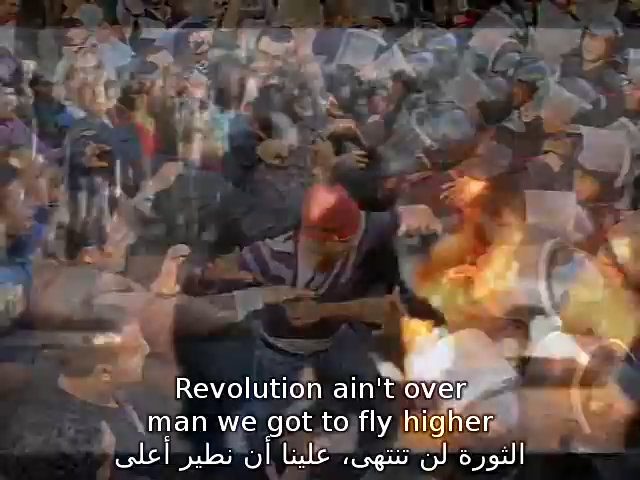 Revolution ain't over
man we got to fly higher
الثورة لن تنتهى، علينا أن نطير أعلى